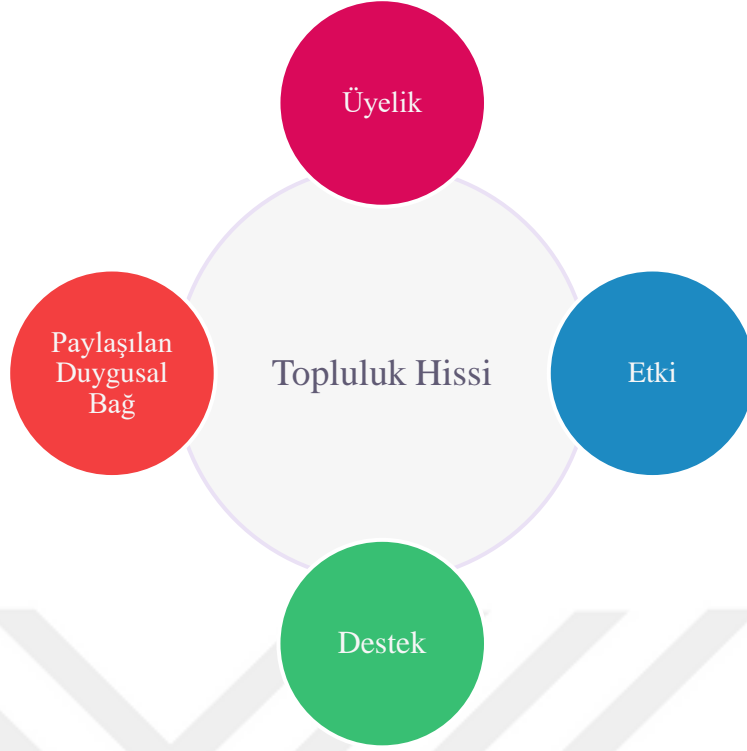 Üyelik
Paylaşılan
Duygusal
Bağ
Topluluk Hissi
Etki
Destek